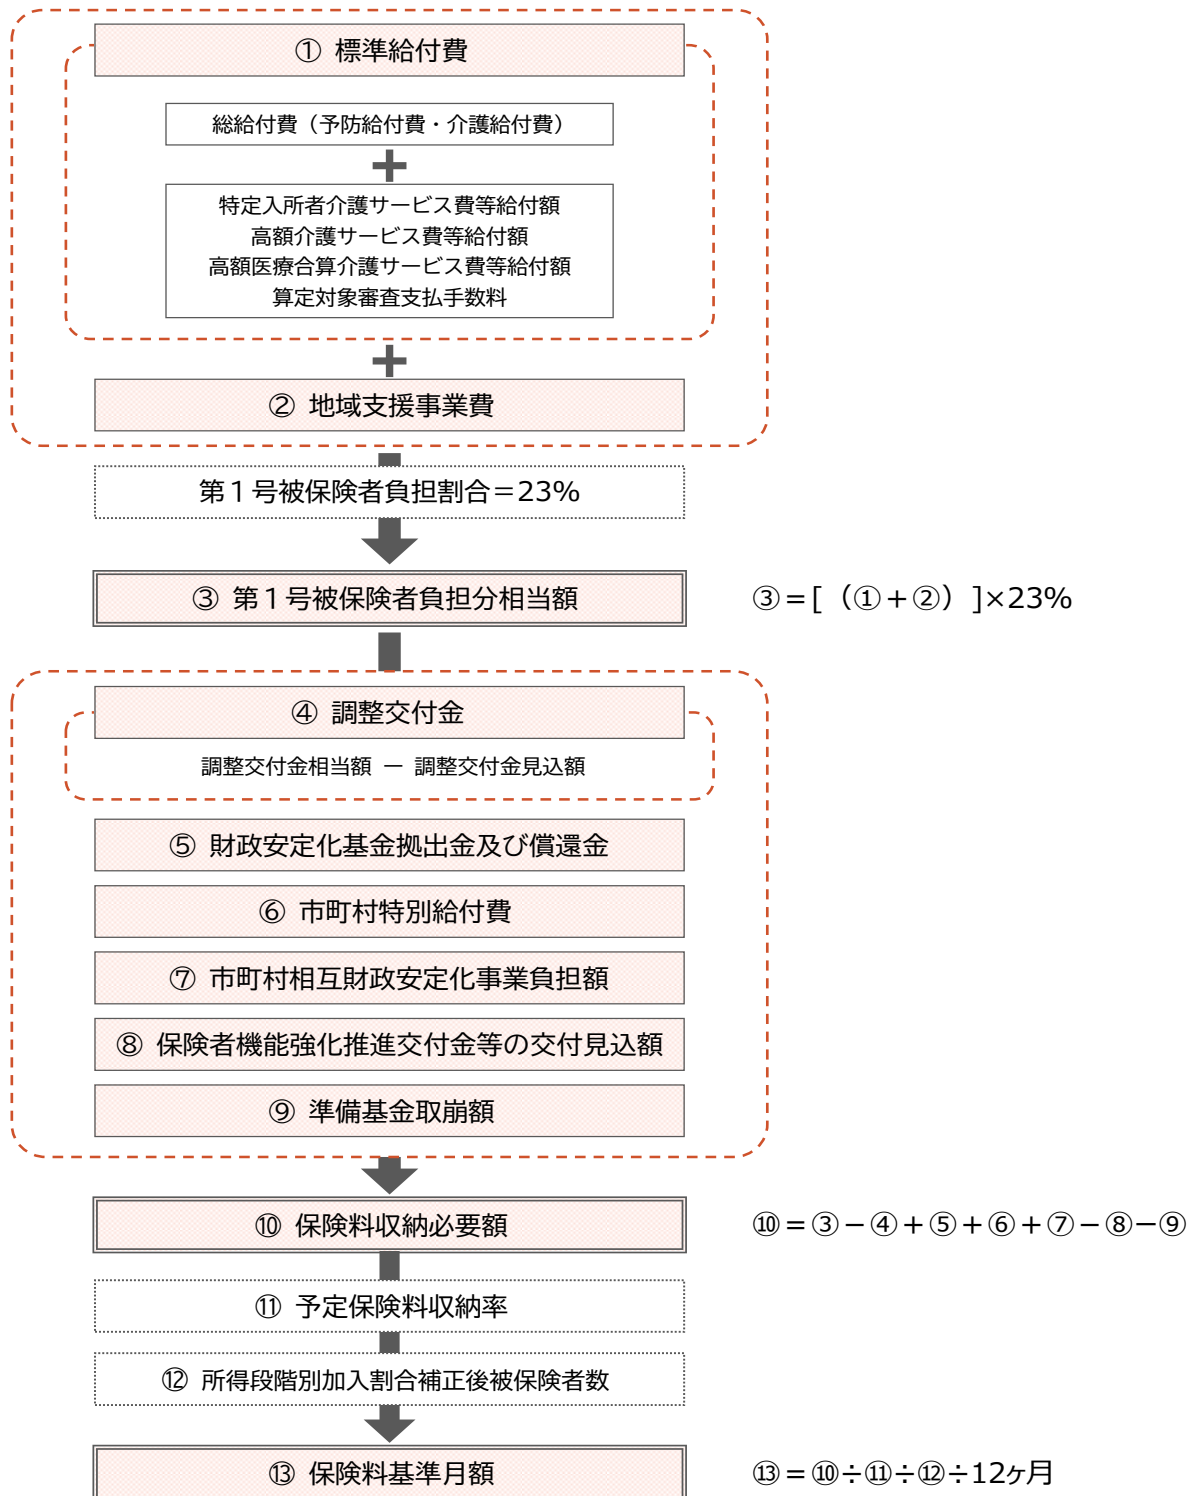 ① 標準給付費
総給付費（予防給付費・介護給付費）
＋
特定入所者介護サービス費等給付額
高額介護サービス費等給付額
高額医療合算介護サービス費等給付額
算定対象審査支払手数料
＋
② 地域支援事業費
第１号被保険者負担割合＝23%
③ 第１号被保険者負担分相当額
③＝[（①＋②）]×23%
④ 調整交付金
調整交付金相当額 － 調整交付金見込額
⑤ 財政安定化基金拠出金及び償還金
⑥ 市町村特別給付費
⑦ 市町村相互財政安定化事業負担額
⑧ 保険者機能強化推進交付金等の交付見込額
⑨ 準備基金取崩額
⑩ 保険料収納必要額
⑩＝③－④＋⑤＋⑥＋⑦－⑧－⑨
⑪ 予定保険料収納率
⑫ 所得段階別加入割合補正後被保険者数
⑬ 保険料基準月額
⑬＝⑩÷⑪÷⑫÷12ヶ月